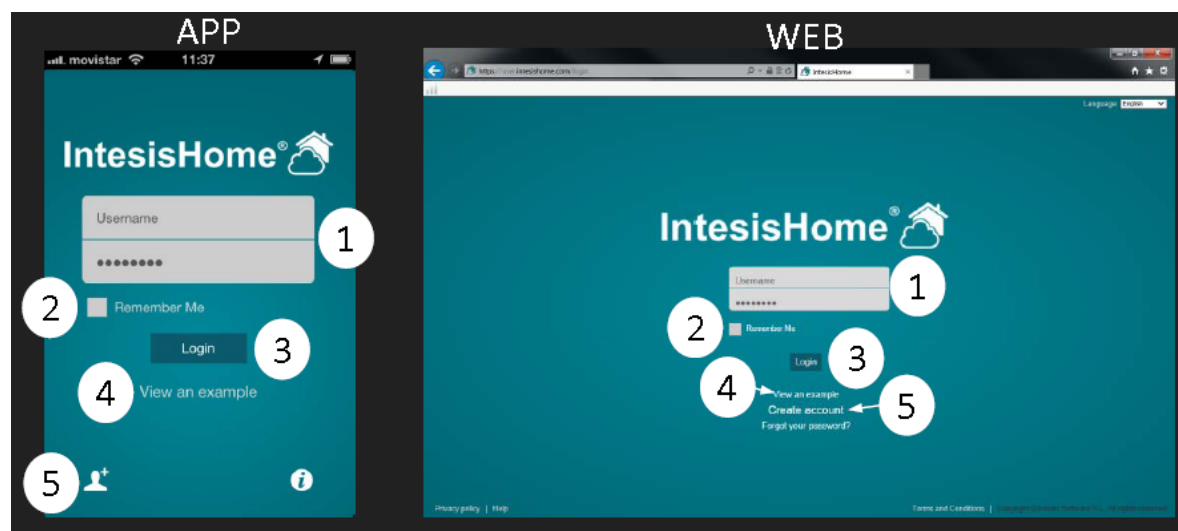 APP
movistar 11:37
IntesisHome®
Username
••••••••
1
2
Remember Me
Login
3
4
View an example
5
i
WEB
IntesisHome
Language English
IntesisHome®
Username
••••••••
1
2
Remember Me
Login
3
4
View an example
Create account
5
Forgot your password?
Privacy policy | Help
Terms and Conditions |